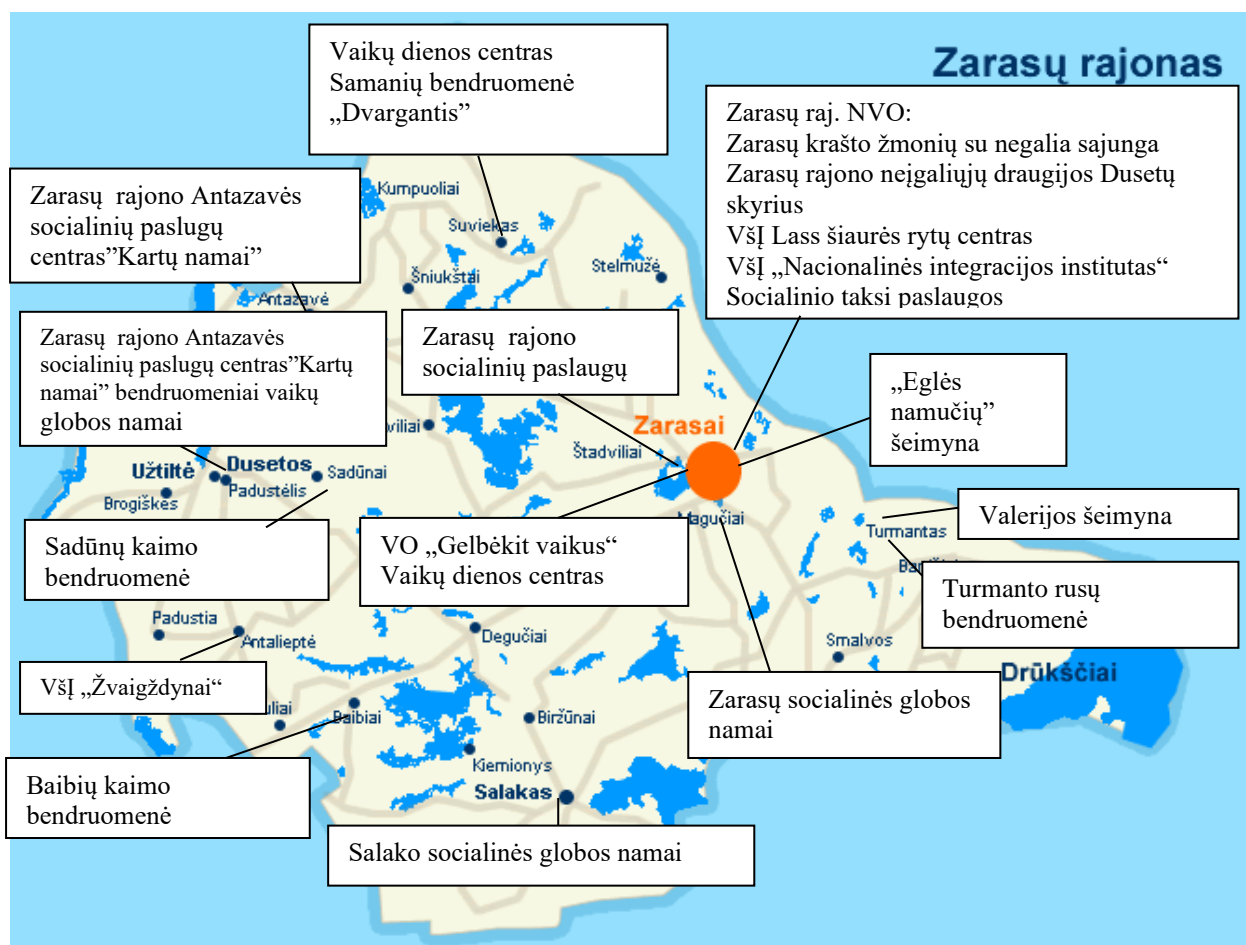 Zarasų rajonas
Vaikų dienos centras
Samanių bendruomenė
„Dvargantis”
Zarasų raj. NVO:
Zarasų krašto žmonių su negalia sajunga
Zarasų rajono neįgaliųjų draugijos Dusetų
skyrius
VšĮ Lass šiaurės rytų centras
VšĮ „Nacionalinės integracijos institutas“
Socialinio taksi paslaugos
Zarasų rajono Antazavės
socialinių paslugų
centras”Kartų namai”
Kumpuoliai
Suviekas
Stelmužė
Šniukštai
Antazavė
Zarasų rajono Antazavės
socialinių paslugų centras”Kartų
namai” bendruomeniai vaikų
globos namai
Zarasų rajono
socialinių paslaugų
„Eglės
namučių”
šeimyna
Zarasai
Štadviliai
Užtiltė
Dusetos
Sadūnai
Padustėlis
Brogiškės
Magučiai
Turmantas
Valerijos šeimyna
Sadūnų kaimo
bendruomenė
VO „Gelbėkit vaikus“
Vaikų dienos centras
Turmanto rusų
bendruomenė
Padustia
Antalieptė
Degučiai
Smalvos
Drūkščiai
VšĮ „Žvaigždynai“
Zarasų socialinės globos
namai
Baibiai
Biržūnai
Kiemionys
Salakas
Baibių kaimo
bendruomenė
Salako socialinės globos namai